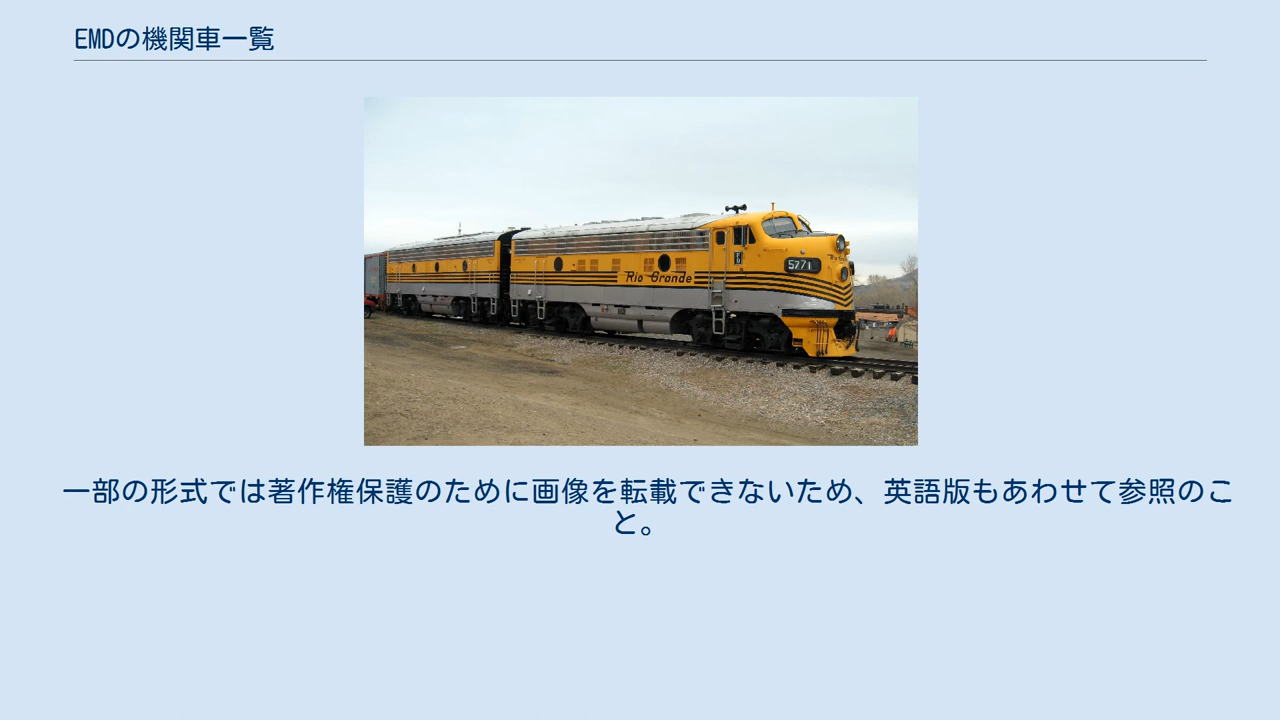 EMDの機関車一覧
Rio Grande
5771
一部の形式では著作権保護のために画像を転載できないため、英語版もあわせて参照のこ
と。